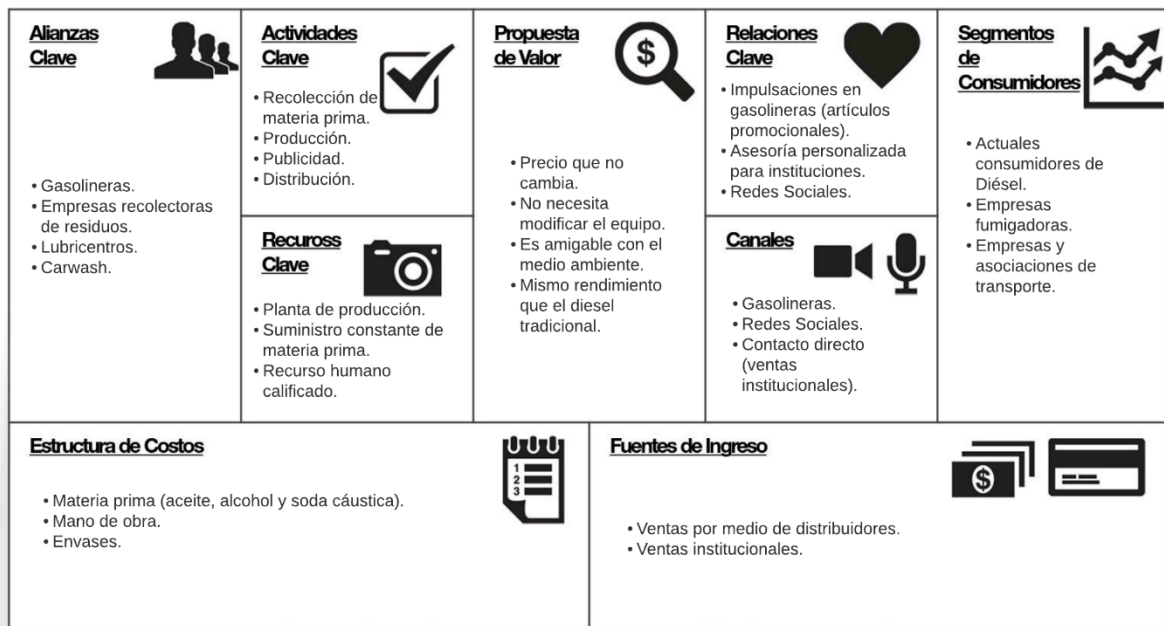 Alianzas
Clave
• Gasolineras.
• Empresas recolectoras
de residuos.
• Lubricentros.
• Carwash.
Actividades
Clave
• Recolección de
materia prima.
• Producción.
• Publicidad.
• Distribución.
Recuross
Clave
• Planta de producción.
• Suministro constante de
materia prima.
• Recurso humano
calificado.
Propuesta
de Valor
$
• Precio que no
cambia.
• No necesita
modificar el equipo.
• Es amigable con el
medio ambiente.
• Mismo rendimiento
que el diesel
tradicional.
Relaciones
Clave
• Impulsaciones en
gasolineras (artículos
promocionales).
• Asesoría personalizada
para instituciones.
• Redes Sociales.
Canales
• Gasolineras.
• Redes Sociales.
• Contacto directo
(ventas
institucionales).
Segmentos
de
Consumidores
• Actuales
consumidores de
Diésel.
• Empresas
fumigadoras.
• Empresas y
asociaciones de
transporte.
Estructura de Costos
1
2
3
• Materia prima (aceite, alcohol y soda cáustica).
• Mano de obra.
• Envases.
Fuentes de Ingreso
$
• Ventas por medio de distribuidores.
• Ventas institucionales.